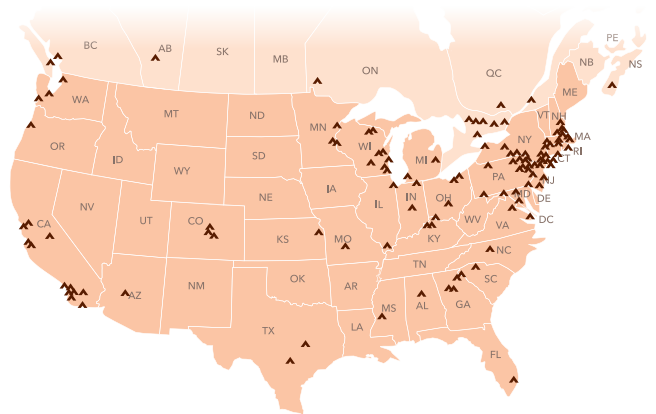 PE
BC
AB
SK
MB
ON
QC
NB
NS
ME
WA
MT
ND
MN
VT
NH
OR
ID
SD
WI
MI
NY
MA
WY
RI
CT
IA
PA
NJ
NE
NV
UT
CO
IL
IN
OH
MD
DE
CA
KS
MO
WV
VA
DC
KY
NC
TN
AZ
NM
OK
AR
SC
MS
AL
GA
TX
LA
FL